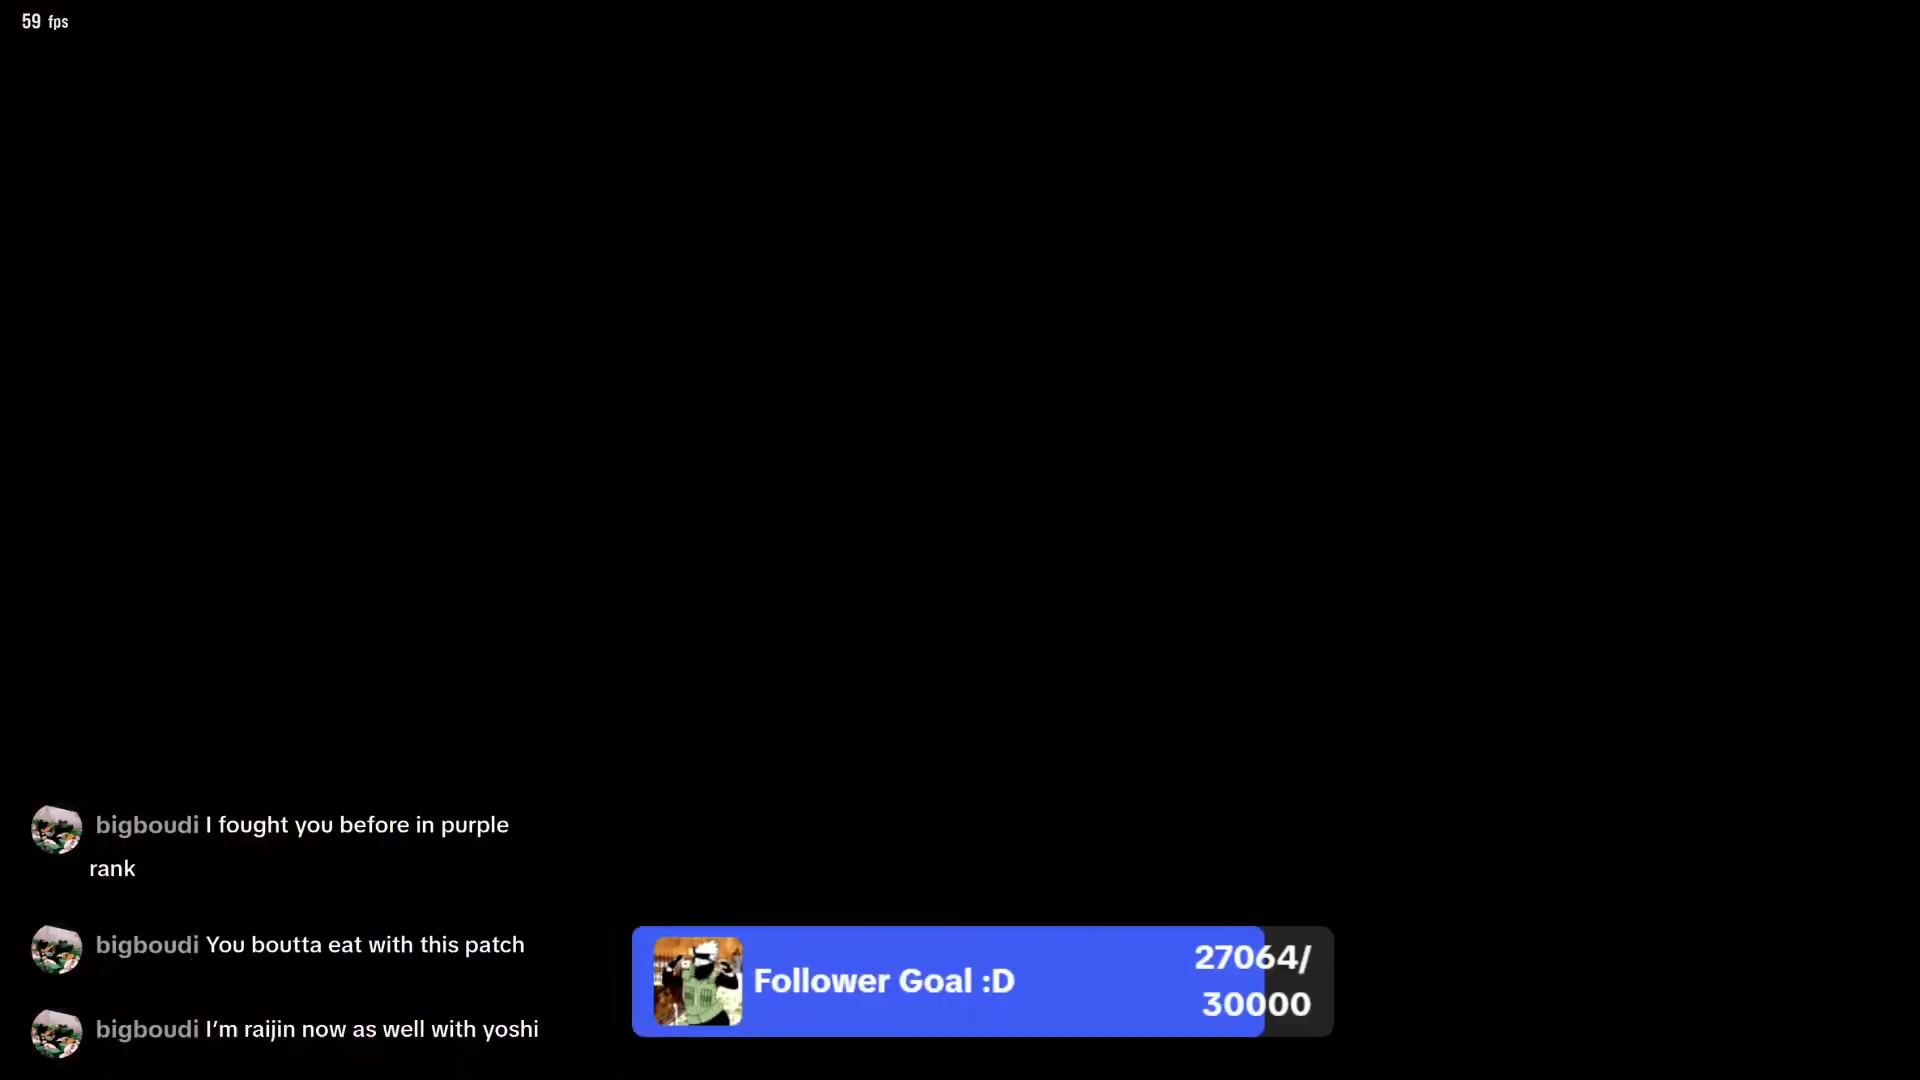 59 fps
bigboudi I fought you before in purple
rank
bigboudi You boutta eat with this patch
bigboudi I’m raijin now as well with yoshi
Follower Goal :D
27064/
30000